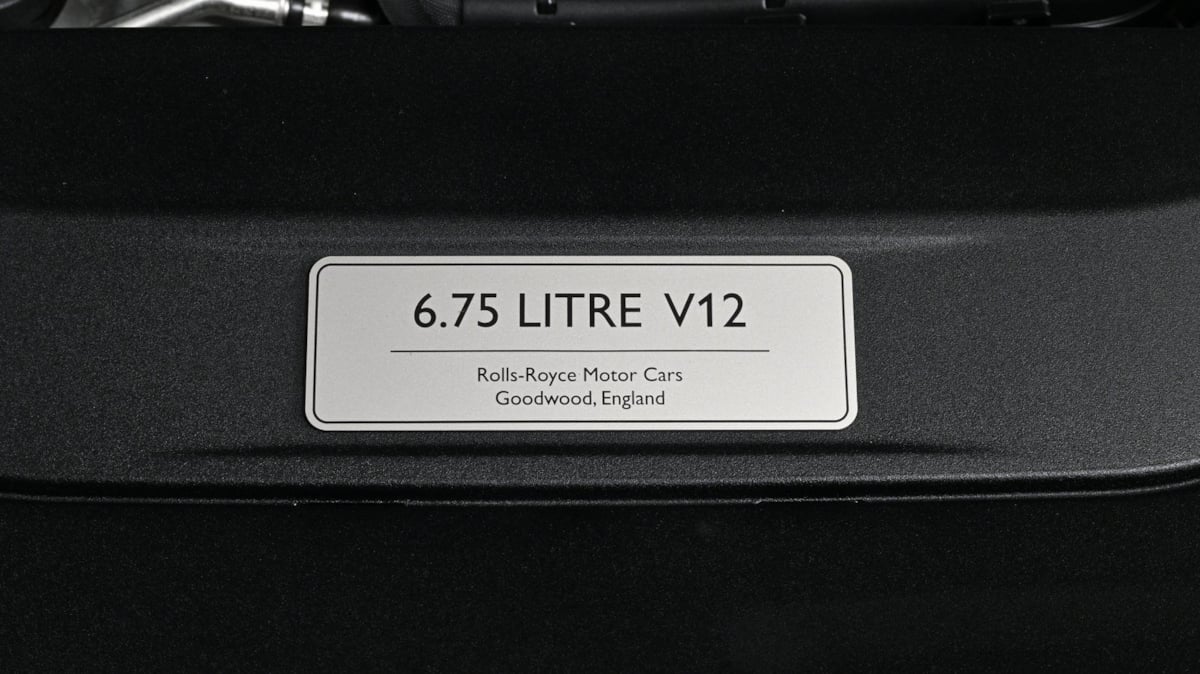 6.75 LITRE V12
Rolls-Royce Motor Cars
Goodwood, England